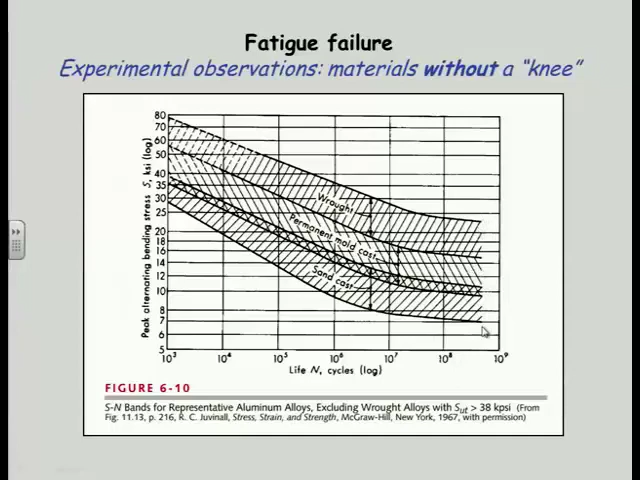 Fatigue failure
Experimental observations: materials without a “knee”
80
70
60
50
40
35
30
25
20
18
16
14
12
10
8
7
6
5
Peak alternating bending stress S, ksi (log)
Wrought
Permanent mold cast
Sand cast
10³ 10⁴ 10⁵ 10⁶ 10⁷ 10⁸ 10⁹
Life N, cycles (log)
FIGURE 6-10
S-N Bands for Representative Aluminum Alloys, Excluding Wrought Alloys with Sut > 38 kpsi (From
Fig. 11.13, p. 216, R. C. Juvinall, Stress, Strain, and Strength, McGraw-Hill, New York, 1967, with permission)